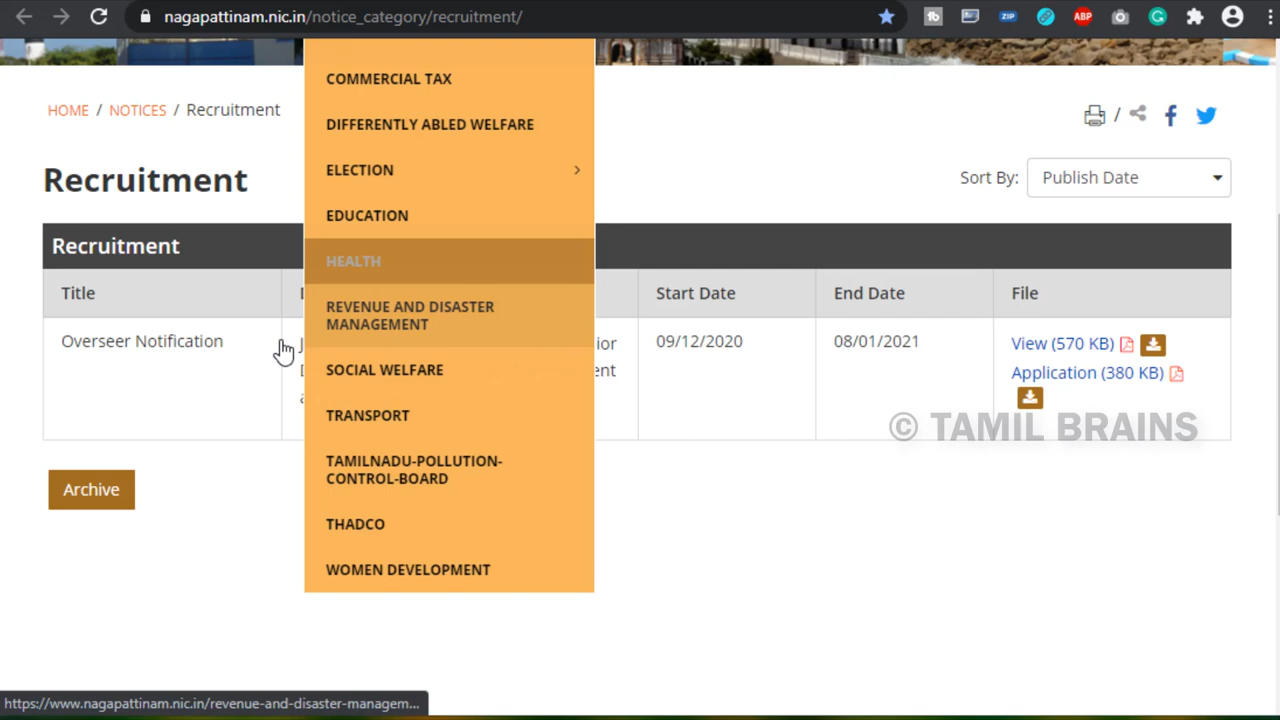 nagapattinam.nic.in/notice_category/recruitment/
tb
ZIP
ABP
G
COMMERCIAL TAX
HOME / NOTICES / Recruitment
DIFFERENTLY ABLED WELFARE
/
ELECTION
Recruitment
Sort By: Publish Date
EDUCATION
Recruitment
HEALTH
Title
Start Date
End Date
File
REVENUE AND DISASTER
MANAGEMENT
Overseer Notification
09/12/2020
08/01/2021
View (570 KB)
Application (380 KB)
SOCIAL WELFARE
TRANSPORT
© TAMIL BRAINS
TAMILNADU-POLLUTION-
CONTROL-BOARD
Archive
THADCO
WOMEN DEVELOPMENT
https://www.nagapattinam.nic.in/revenue-and-disaster-managem...